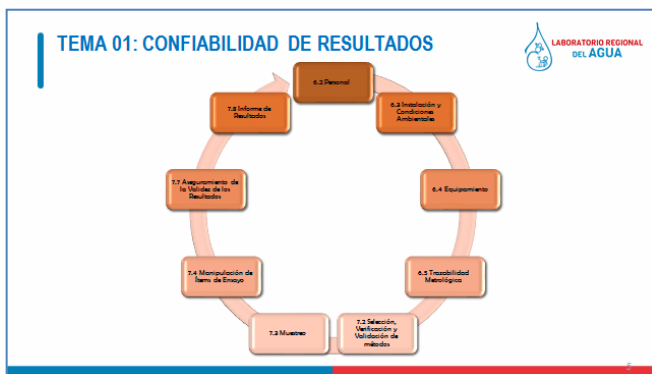 TEMA 01: CONFIABILIDAD DE RESULTADOS
LABORATORIO REGIONAL
DEL AGUA
6.2 Personal
6.3 Instalación y
Condiciones
Ambientales
6.4 Equipamiento
6.5 Trazabilidad
Metrológica
7.2 Selección,
Verificación y
Validación de
métodos
7.3 Muestreo
7.4 Manipulación de
Ítems de Ensayo
7.7 Aseguramiento de
la Validez de los
Resultados
7.8 Informe de
Resultados
5